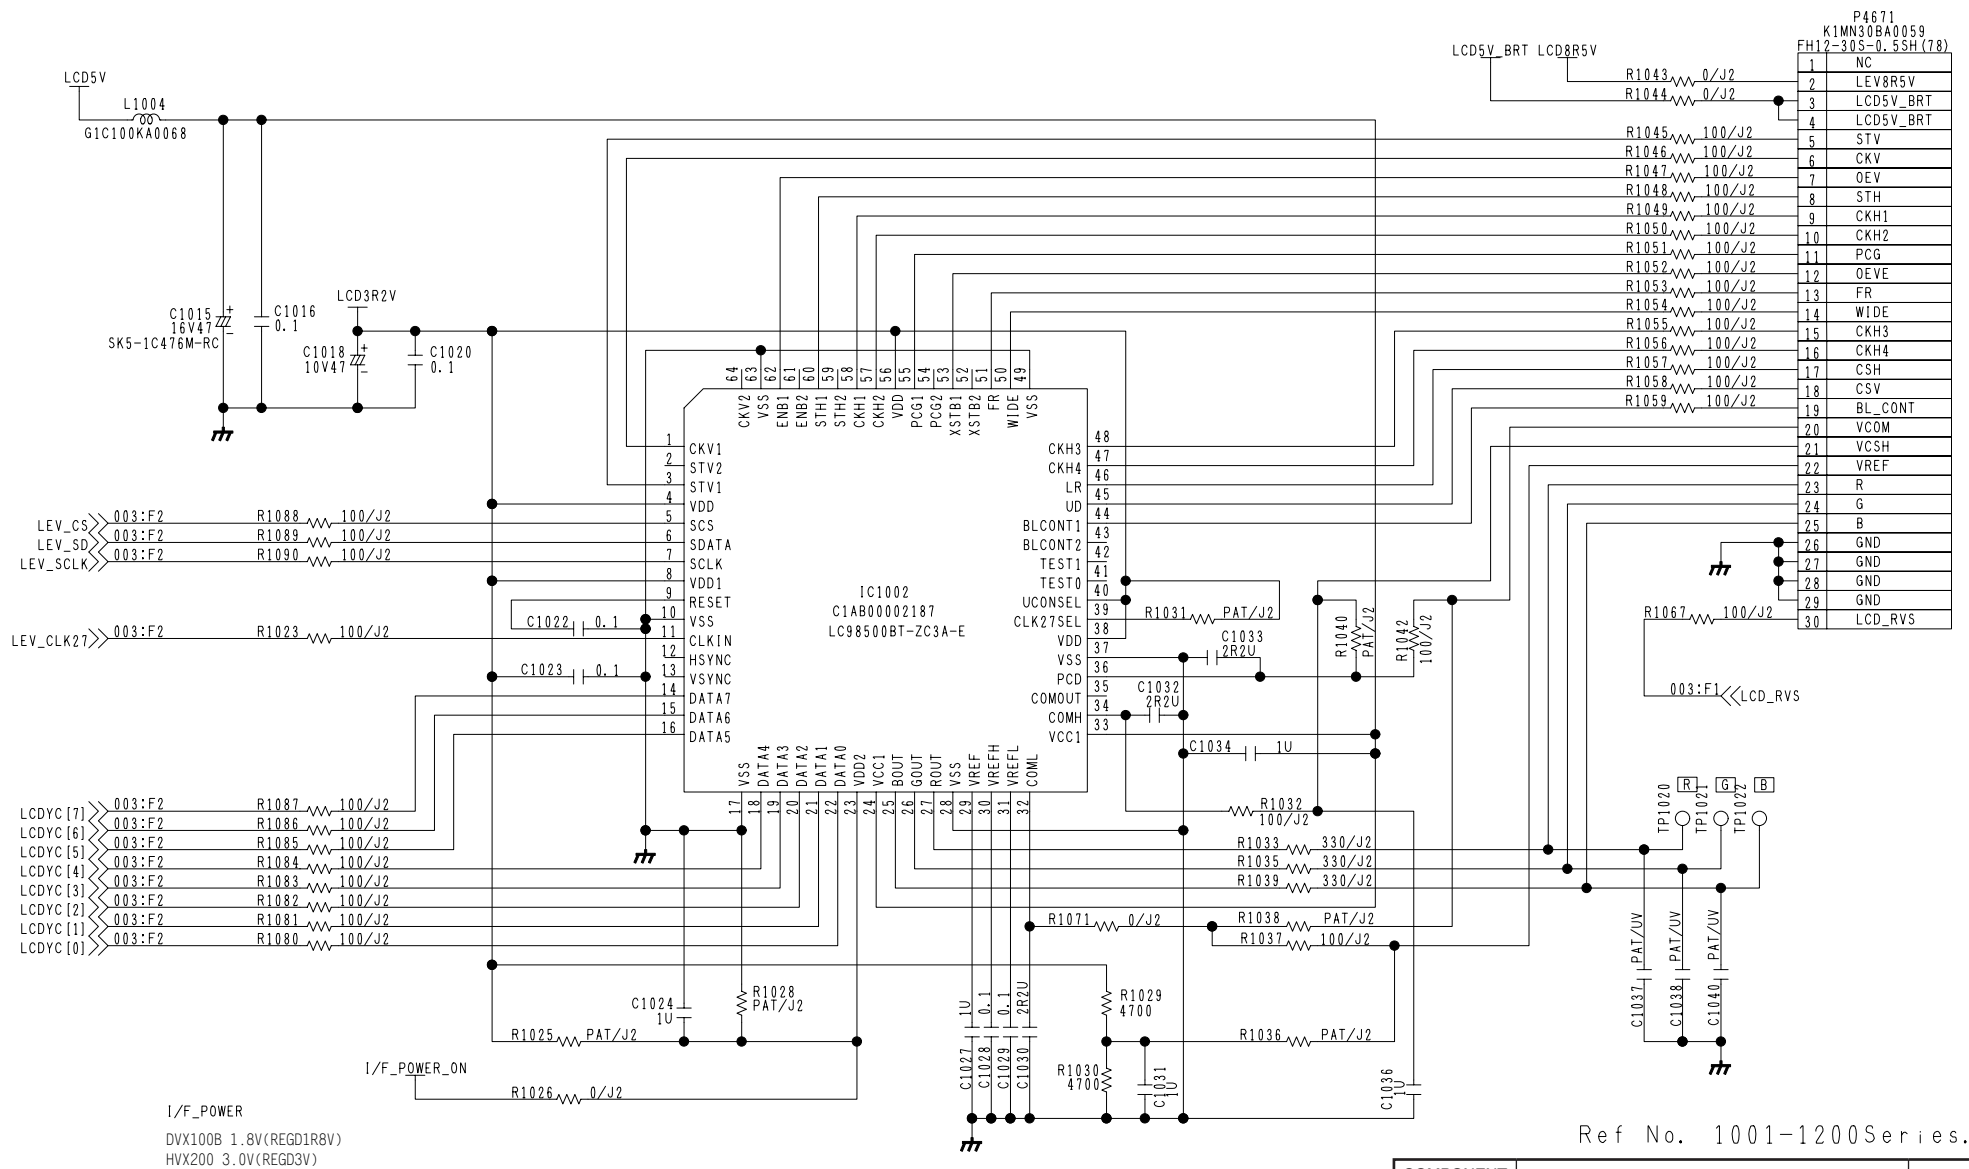 P4671
K1MN30BA0059
FH12-30S-0.5SH(78)
1 NC
2 LEV8R5V
3 LCD5V_BRT
4 LCD5V_BRT
5 STV
6 CKV
7 OEV
8 STH
9 CKH1
10 CKH2
11 PCG
12 OEVE
13 FR
14 WIDE
15 CKH3
16 CKH4
17 CSH
18 CSV
19 BL_CONT
20 VCOM
21 VCSH
22 VREF
23 R
24 G
25 B
26 GND
27 GND
28 GND
29 GND
30 LCD_RVS
LCD5V_BRT LCD8R5V
R1043 0/J2
R1044 0/J2
R1045 100/J2
R1046 100/J2
R1047 100/J2
R1048 100/J2
R1049 100/J2
R1050 100/J2
R1051 100/J2
R1052 100/J2
R1053 100/J2
R1054 100/J2
R1055 100/J2
R1056 100/J2
R1057 100/J2
R1058 100/J2
R1059 100/J2
R1067 100/J2
003:F1 LCD_RVS
LCD5V
L1004
G1C100KA0068
C1015
16V47
SK5-1C476M-RC
+
-
C1016
0.1
LCD3R2V
C1018
10V47
+
-
C1020
0.1
64 CKV2
63 VSS
62 ENB1
61 ENB2
60 STH1
59 STH2
58 CKH1
57 CKH2
56 VDD
55 PCG1
54 PCG2
53 XSTB1
52 XSTB2
51 FR
50 WIDE
49 VSS
1 CKV1
2 STV2
3 STV1
4 VDD
5 SCS
6 SDATA
7 SCLK
8 VDD1
9 RESET
10 VSS
11 CLKIN
12 HSYNC
13 VSYNC
14 DATA7
15 DATA6
16 DATA5
IC1002
C1AB00002187
LC98500BT-ZC3A-E
CKH3 48
CKH4 47
LR 46
UD 45
BLCONT1 44
BLCONT2 43
TEST1 42
TEST0 41
UCONSEL 40
CLK27SEL 39
VDD 38
VSS 37
PCD 36
COMOUT 35
COMH 34
VCC1 33
17 VSS
18 DATA4
19 DATA3
20 DATA2
21 DATA1
22 DATA0
23 VDD2
24 VCC1
25 BOUT
26 GOUT
27 ROUT
28 VSS
29 VREF
30 VREFH
31 VREFL
32 COML
LEV_CS 003:F2 R1088 100/J2
LEV_SD 003:F2 R1089 100/J2
LEV_SCLK 003:F2 R1090 100/J2
C1022 0.1
LEV_CLK27 003:F2 R1023 100/J2
C1023 0.1
LCDYC[7] 003:F2 R1087 100/J2
LCDYC[6] 003:F2 R1086 100/J2
LCDYC[5] 003:F2 R1085 100/J2
LCDYC[4] 003:F2 R1084 100/J2
LCDYC[3] 003:F2 R1083 100/J2
LCDYC[2] 003:F2 R1082 100/J2
LCDYC[1] 003:F2 R1081 100/J2
LCDYC[0] 003:F2 R1080 100/J2
R1031 PAT/J2
C1033
2R2U
C1032
2R2U
C1034 1U
R1040
PAT/J2
R1042
100/J2
R1032
100/J2
R1033 330/J2
R1035 330/J2
R1039 330/J2
R1071 0/J2
R1038 PAT/J2
R1037 100/J2
TP1020 R
TP1021 G
TP1022 B
C1037 PAT/UV
C1038 PAT/UV
C1040 PAT/UV
C1024
1U
R1028
PAT/J2
R1025 PAT/J2
I/F_POWER_ON
R1026 0/J2
C1027 1U
C1028 0.1
C1029 0.1
C1030 2R2U
R1029
4700
R1030
4700
C1031
1U
R1036 PAT/J2
C1036
1U
I/F_POWER
DVX100B 1.8V(REGD1R8V)
HVX200 3.0V(REGD3V)
Ref No. 1001-1200Series.
COMPONENT